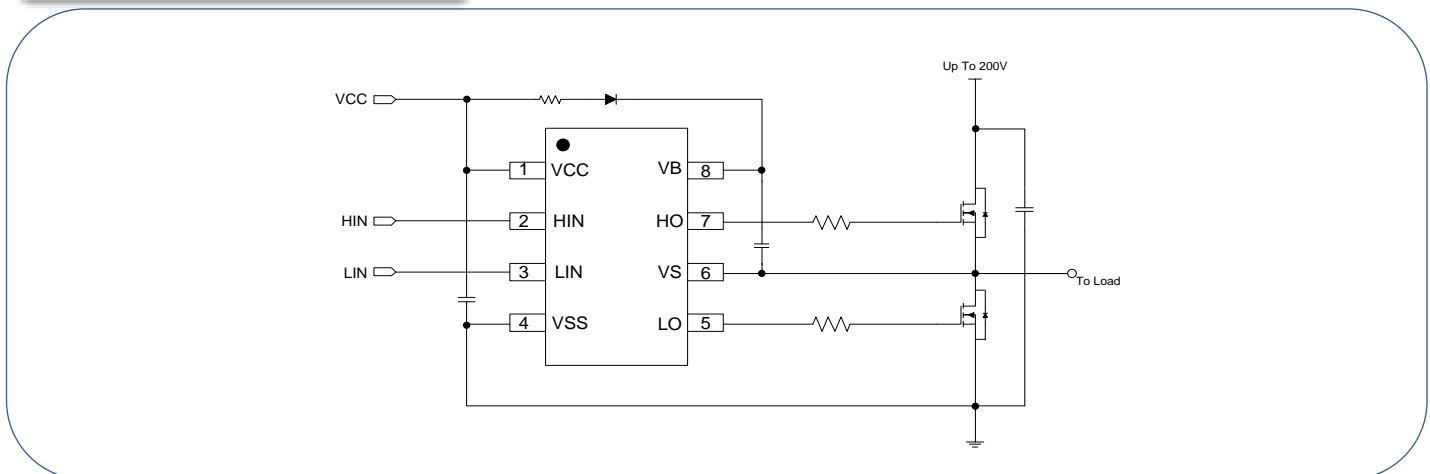 Up To 200V
VCC
1 VCC VB 8
HIN 2 HIN HO 7
LIN 3 LIN VS 6 To Load
4 VSS LO 5